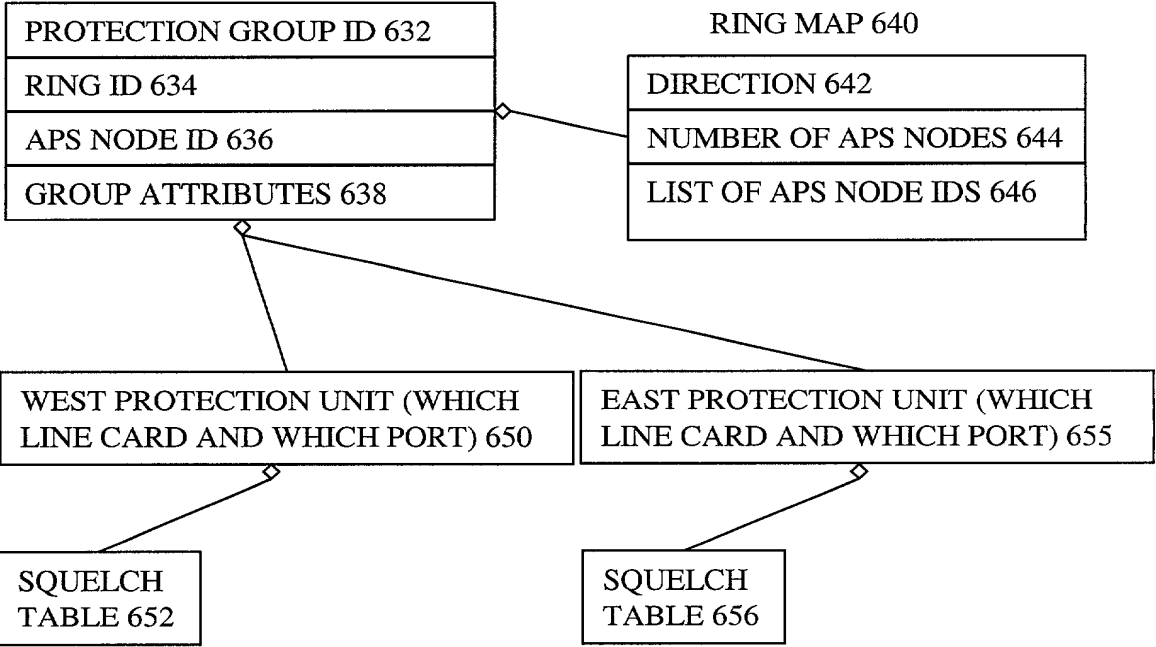 PROTECTION GROUP ID 632
RING ID 634
APS NODE ID 636
GROUP ATTRIBUTES 638
RING MAP 640
DIRECTION 642
NUMBER OF APS NODES 644
LIST OF APS NODE IDS 646
WEST PROTECTION UNIT (WHICH
LINE CARD AND WHICH PORT) 650
EAST PROTECTION UNIT (WHICH
LINE CARD AND WHICH PORT) 655
SQUELCH
TABLE 652
SQUELCH
TABLE 656